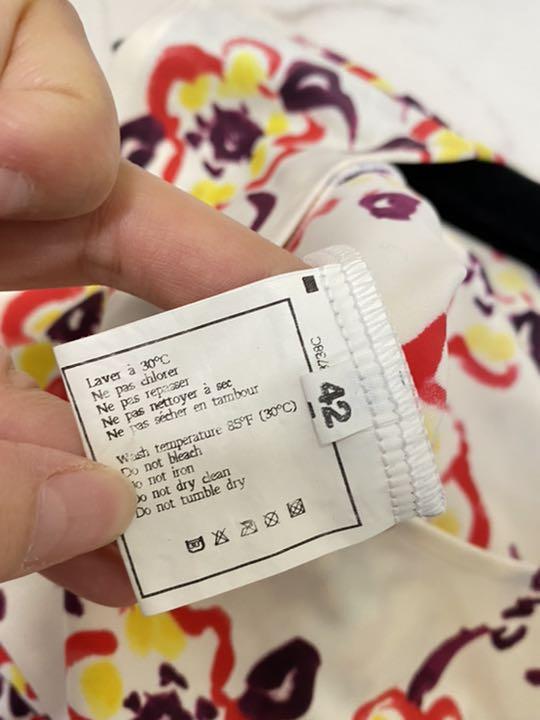 Laver à 30°C
Ne pas chlorer
Ne pas repasser
Ne pas nettoyer à sec
Ne pas sécher en tambour
Wash temperature 85°F (30°C)
Do not bleach
Do not iron
Do not dry clean
Do not tumble dry
42